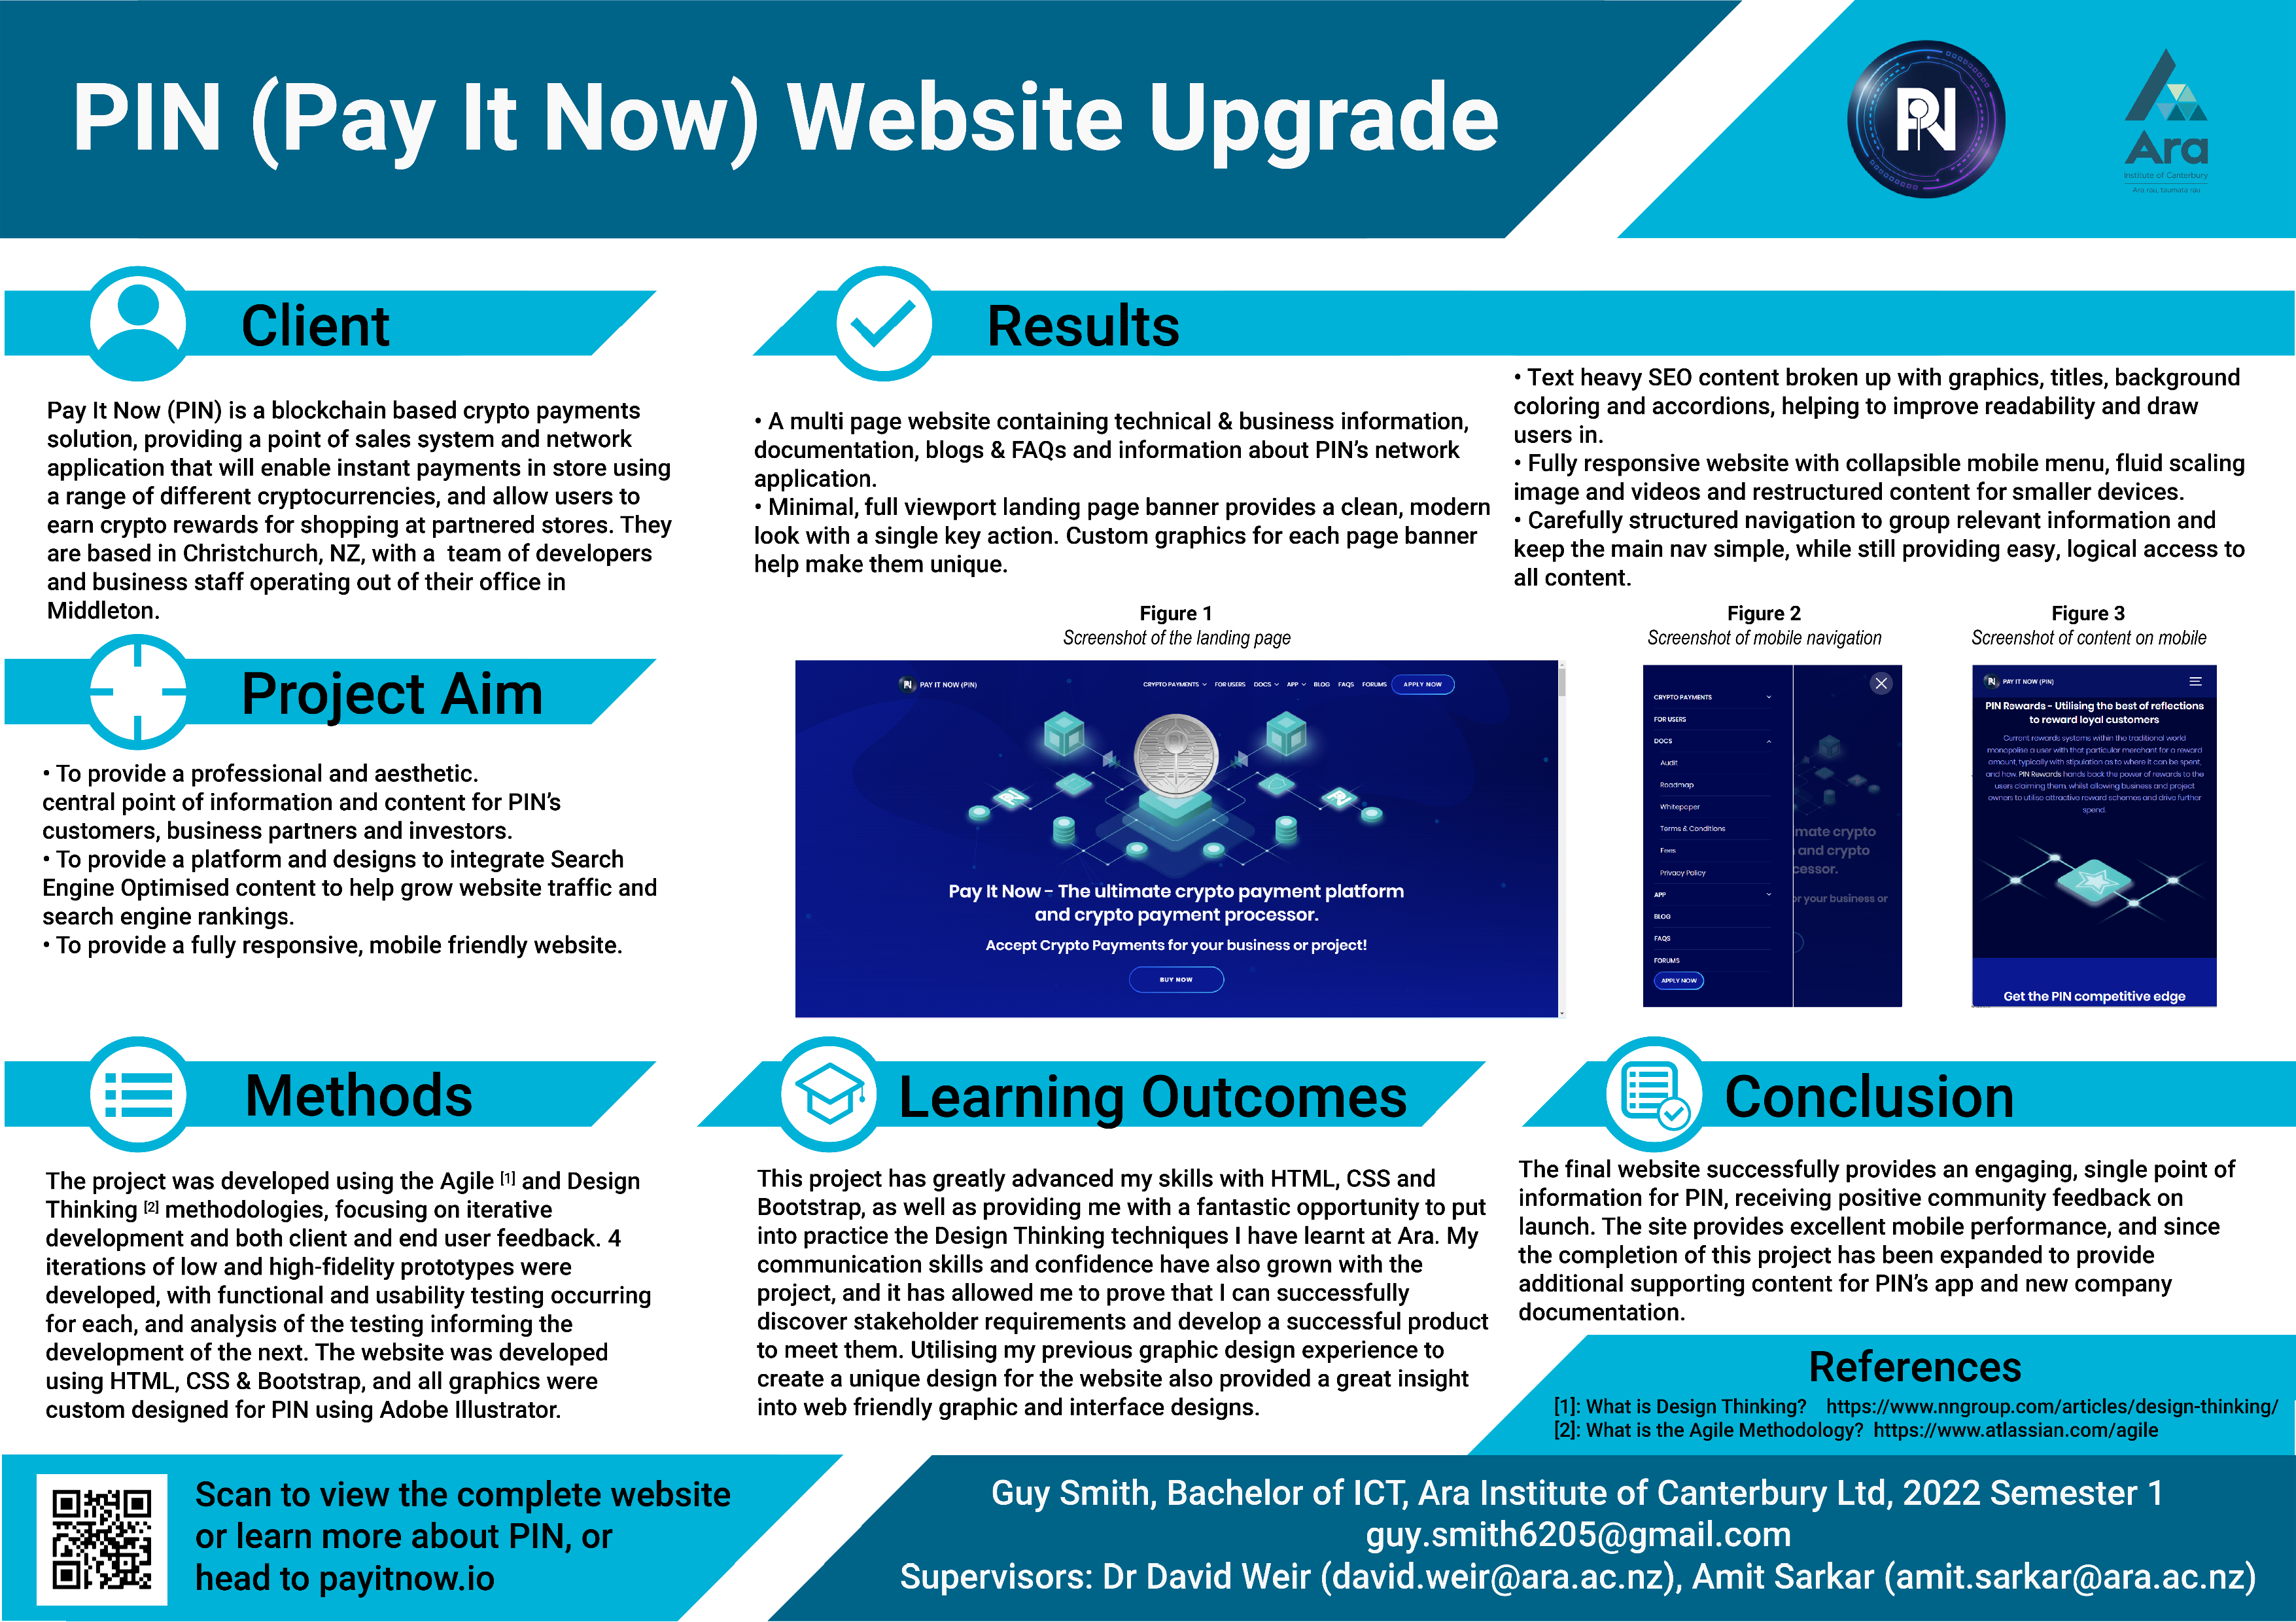 PIN (Pay It Now) Website Upgrade
PIN
Ara
Institute of Canterbury
Ara rau, taumata rau
Client
Pay It Now (PIN) is a blockchain based crypto payments
solution, providing a point of sales system and network
application that will enable instant payments in store using
a range of different cryptocurrencies, and allow users to
earn crypto rewards for shopping at partnered stores. They
are based in Christchurch, NZ, with a  team of developers
and business staff operating out of their office in
Middleton.
Project Aim
• To provide a professional and aesthetic.
central point of information and content for PIN’s
customers, business partners and investors.
• To provide a platform and designs to integrate Search
Engine Optimised content to help grow website traffic and
search engine rankings.
• To provide a fully responsive, mobile friendly website.
Results
• A multi page website containing technical & business information,
documentation, blogs & FAQs and information about PIN’s network
application.
• Minimal, full viewport landing page banner provides a clean, modern
look with a single key action. Custom graphics for each page banner
help make them unique.
• Text heavy SEO content broken up with graphics, titles, background
coloring and accordions, helping to improve readability and draw
users in.
• Fully responsive website with collapsible mobile menu, fluid scaling
image and videos and restructured content for smaller devices.
• Carefully structured navigation to group relevant information and
keep the main nav simple, while still providing easy, logical access to
all content.
Figure 1
Screenshot of the landing page
PAY IT NOW (PIN)
CRYPTO PAYMENTS FOR USERS DOCS APP BLOG FAQS FORUMS APPLY NOW
Pay It Now - The ultimate crypto payment platform
and crypto payment processor.
Accept Crypto Payments for your business or project!
BUY NOW
Figure 2
Screenshot of mobile navigation
CRYPTO PAYMENTS
FOR USERS
DOCS
Audit
Roadmap
Whitepaper
Terms & Conditions
Fees
Privacy Policy
APP
BLOG
FAQS
FORUMS
APPLY NOW
mate crypto
and crypto
cessor.
or your business or
Figure 3
Screenshot of content on mobile
PAY IT NOW (PIN)
PIN Rewards - Utilising the best of reflections
to reward loyal customers
Current rewards systems within the traditional world
monopolise a user with that particular merchant for a reward
amount, typically with stipulation as to where it can be spent,
and how. PIN Rewards hands back the power of rewards to the
users claiming them, whilst allowing business and project
owners to utilise attractive reward schemes and drive further
spend.
Get the PIN competitive edge
Methods
The project was developed using the Agile [1] and Design
Thinking [2] methodologies, focusing on iterative
development and both client and end user feedback. 4
iterations of low and high-fidelity prototypes were
developed, with functional and usability testing occurring
for each, and analysis of the testing informing the
development of the next. The website was developed
using HTML, CSS & Bootstrap, and all graphics were
custom designed for PIN using Adobe Illustrator.
Learning Outcomes
This project has greatly advanced my skills with HTML, CSS and
Bootstrap, as well as providing me with a fantastic opportunity to put
into practice the Design Thinking techniques I have learnt at Ara. My
communication skills and confidence have also grown with the
project, and it has allowed me to prove that I can successfully
discover stakeholder requirements and develop a successful product
to meet them. Utilising my previous graphic design experience to
create a unique design for the website also provided a great insight
into web friendly graphic and interface designs.
Conclusion
The final website successfully provides an engaging, single point of
information for PIN, receiving positive community feedback on
launch. The site provides excellent mobile performance, and since
the completion of this project has been expanded to provide
additional supporting content for PIN’s app and new company
documentation.
References
[1]: What is Design Thinking?   https://www.nngroup.com/articles/design-thinking/
[2]: What is the Agile Methodology?  https://www.atlassian.com/agile
Scan to view the complete website
or learn more about PIN, or
head to payitnow.io
Guy Smith, Bachelor of ICT, Ara Institute of Canterbury Ltd, 2022 Semester 1
guy.smith6205@gmail.com
Supervisors: Dr David Weir (david.weir@ara.ac.nz), Amit Sarkar (amit.sarkar@ara.ac.nz)